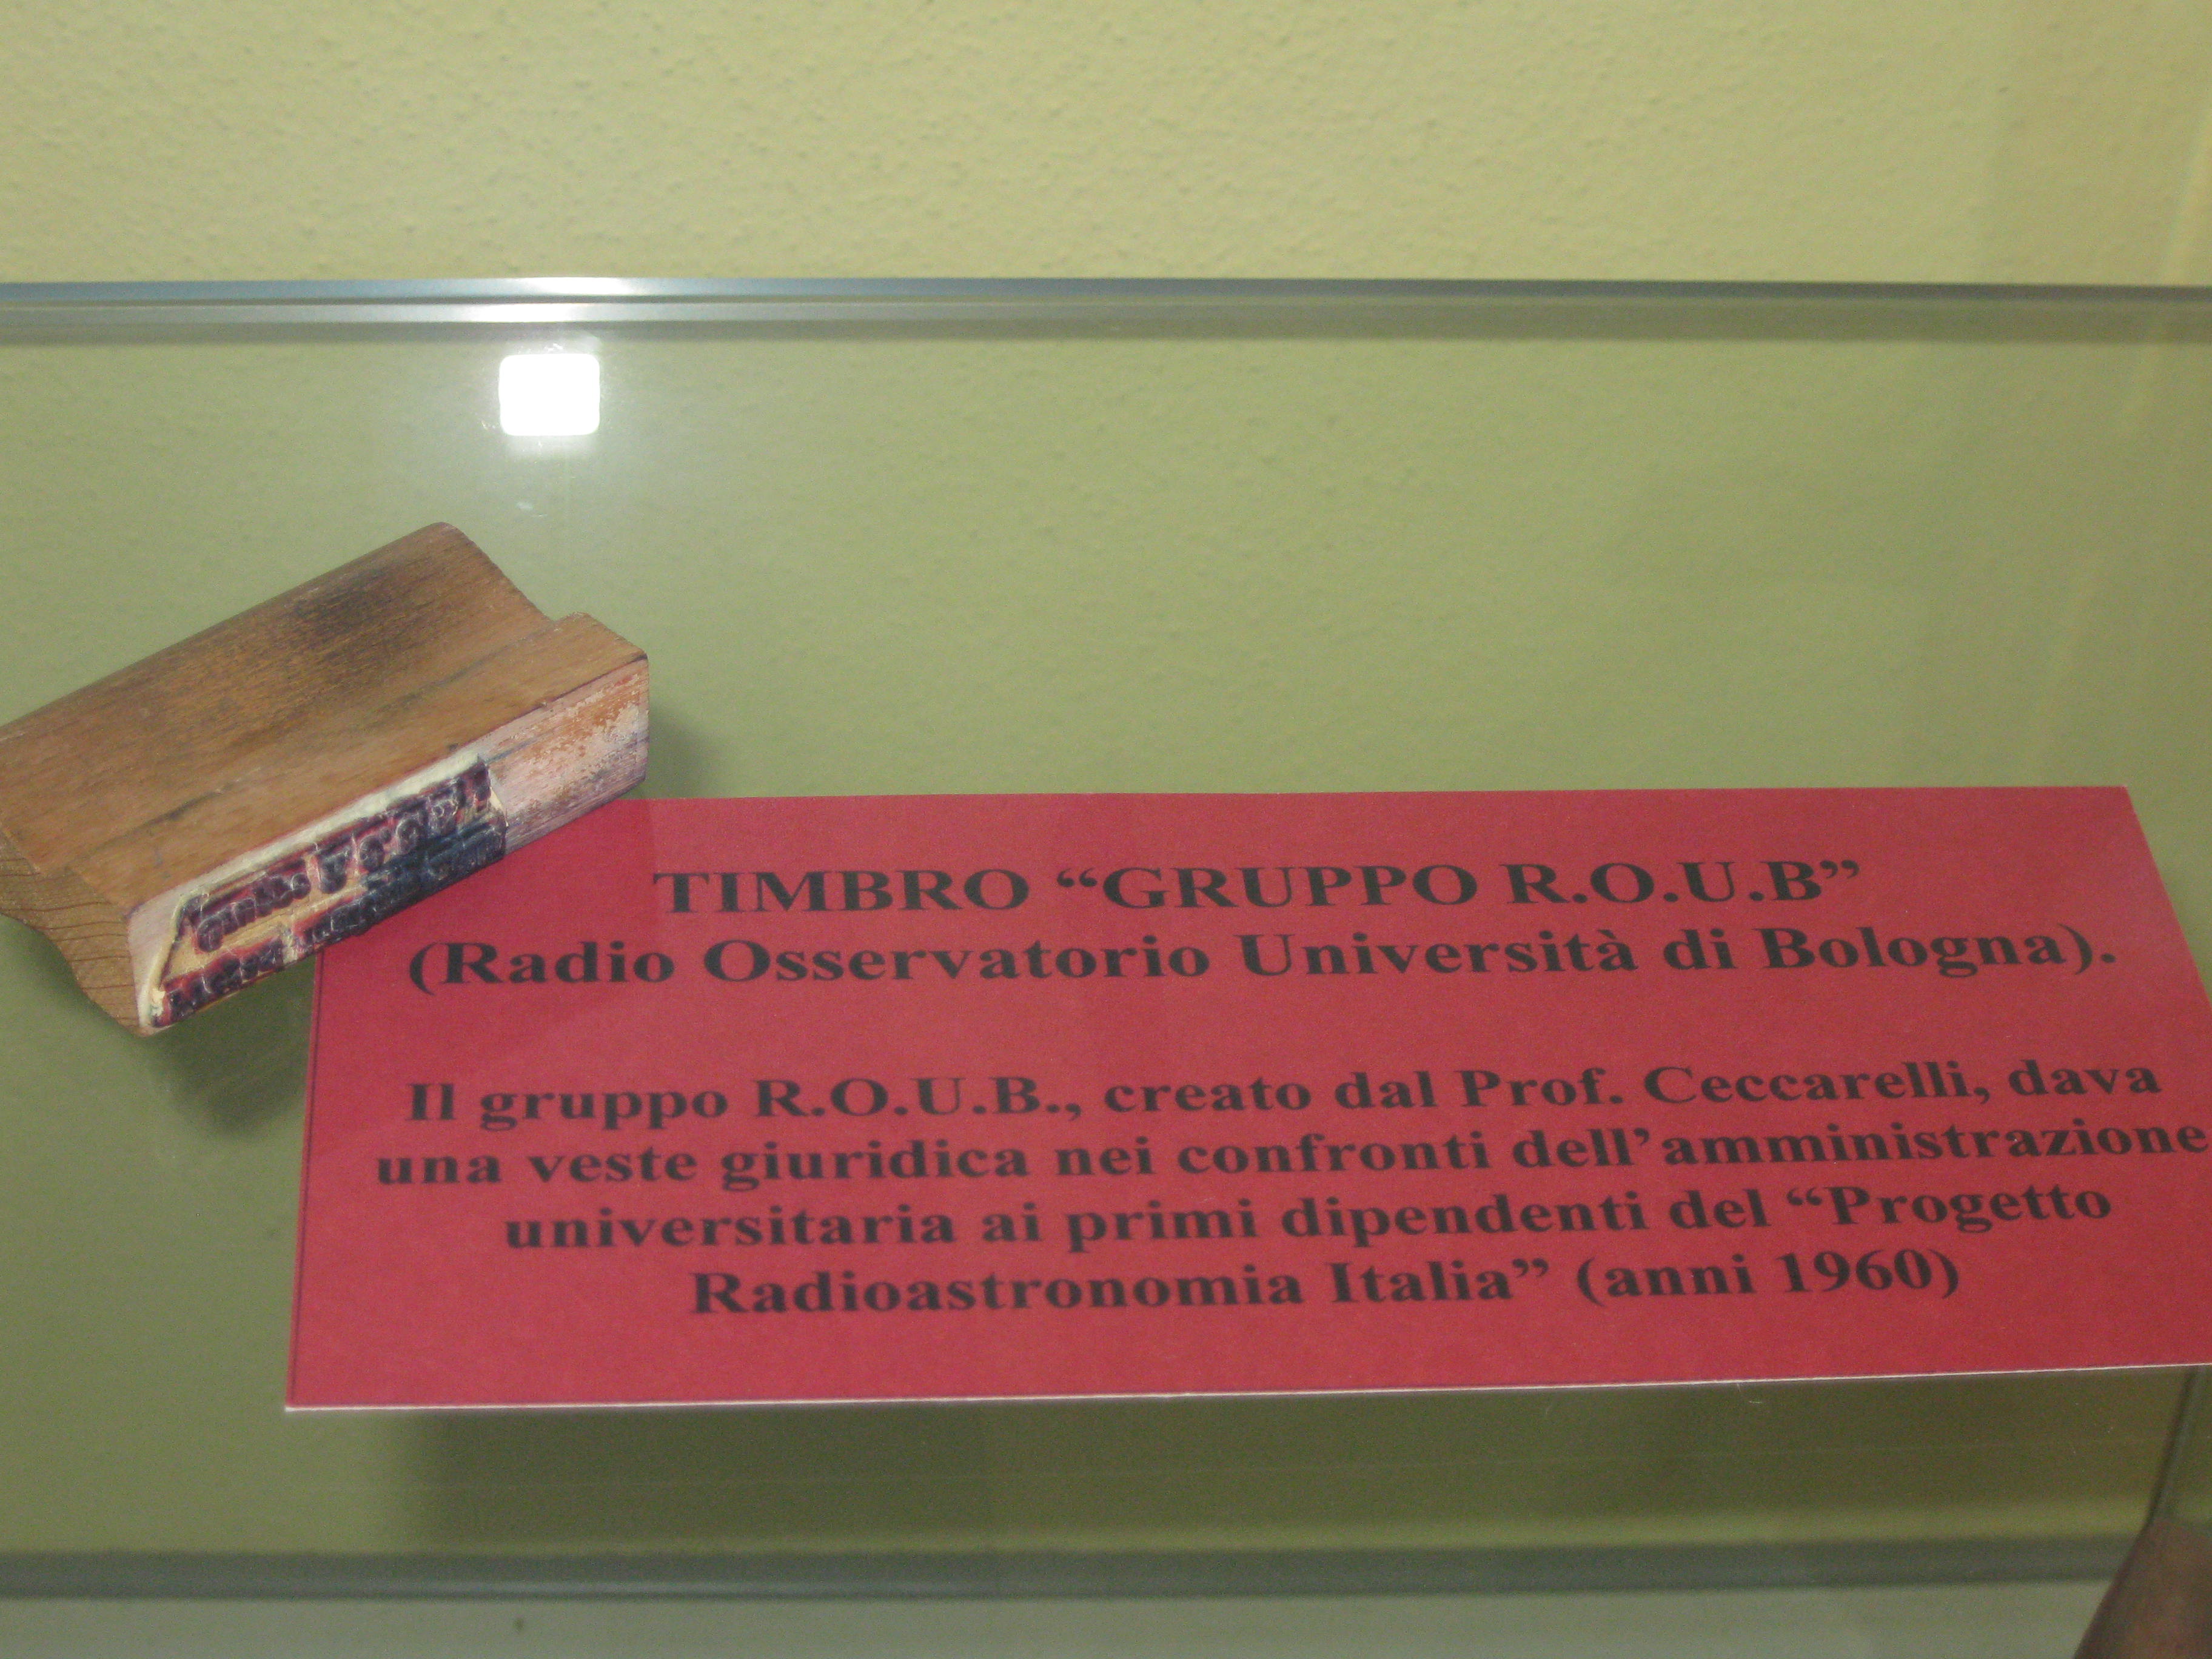 TIMBRO “GRUPPO R.O.U.B”
(Radio Osservatorio Università di Bologna).
Il gruppo R.O.U.B., creato dal Prof. Ceccarelli, dava
una veste giuridica nei confronti dell’amministrazione
universitaria ai primi dipendenti del “Progetto
Radioastronomia Italia” (anni 1960)